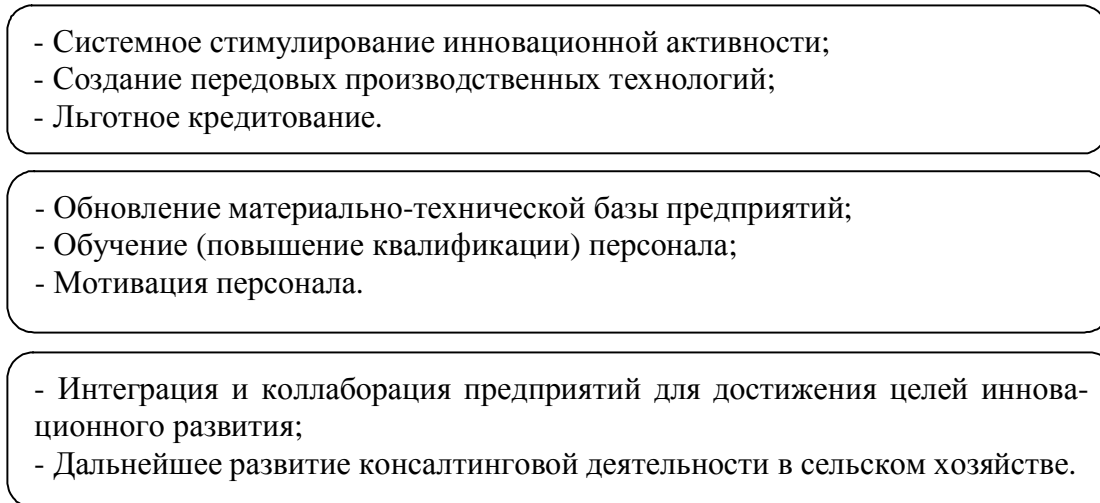 - Системное стимулирование инновационной активности;
- Создание передовых производственных технологий;
- Льготное кредитование.
- Обновление материально-технической базы предприятий;
- Обучение (повышение квалификации) персонала;
- Мотивация персонала.
- Интеграция и коллаборация предприятий для достижения целей иннова-
ционного развития;
- Дальнейшее развитие консалтинговой деятельности в сельском хозяйстве.